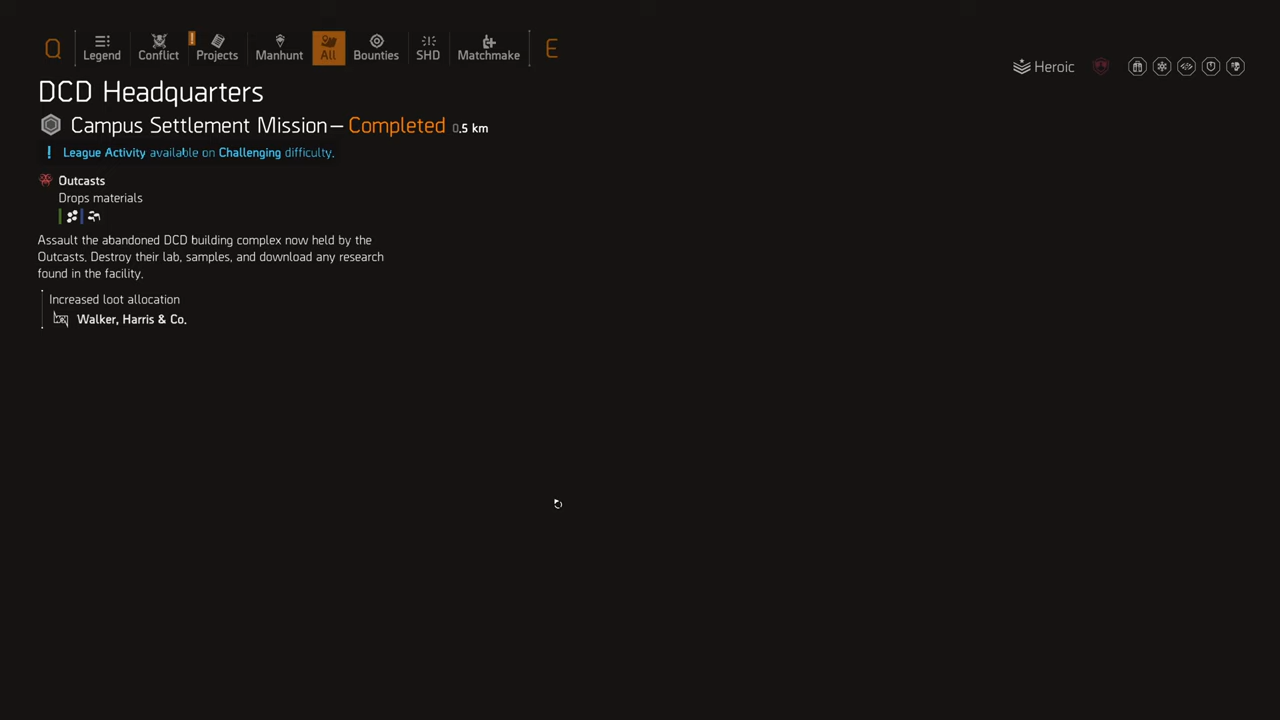 Q
Legend
Conflict
Projects
Manhunt
All
Bounties
SHD
Matchmake
E
Heroic
DCD Headquarters
Campus Settlement Mission— Completed 0.5 km
! League Activity available on Challenging difficulty.
Outcasts
Drops materials
Assault the abandoned DCD building complex now held by the
Outcasts. Destroy their lab, samples, and download any research
found in the facility.
Increased loot allocation
Walker, Harris & Co.